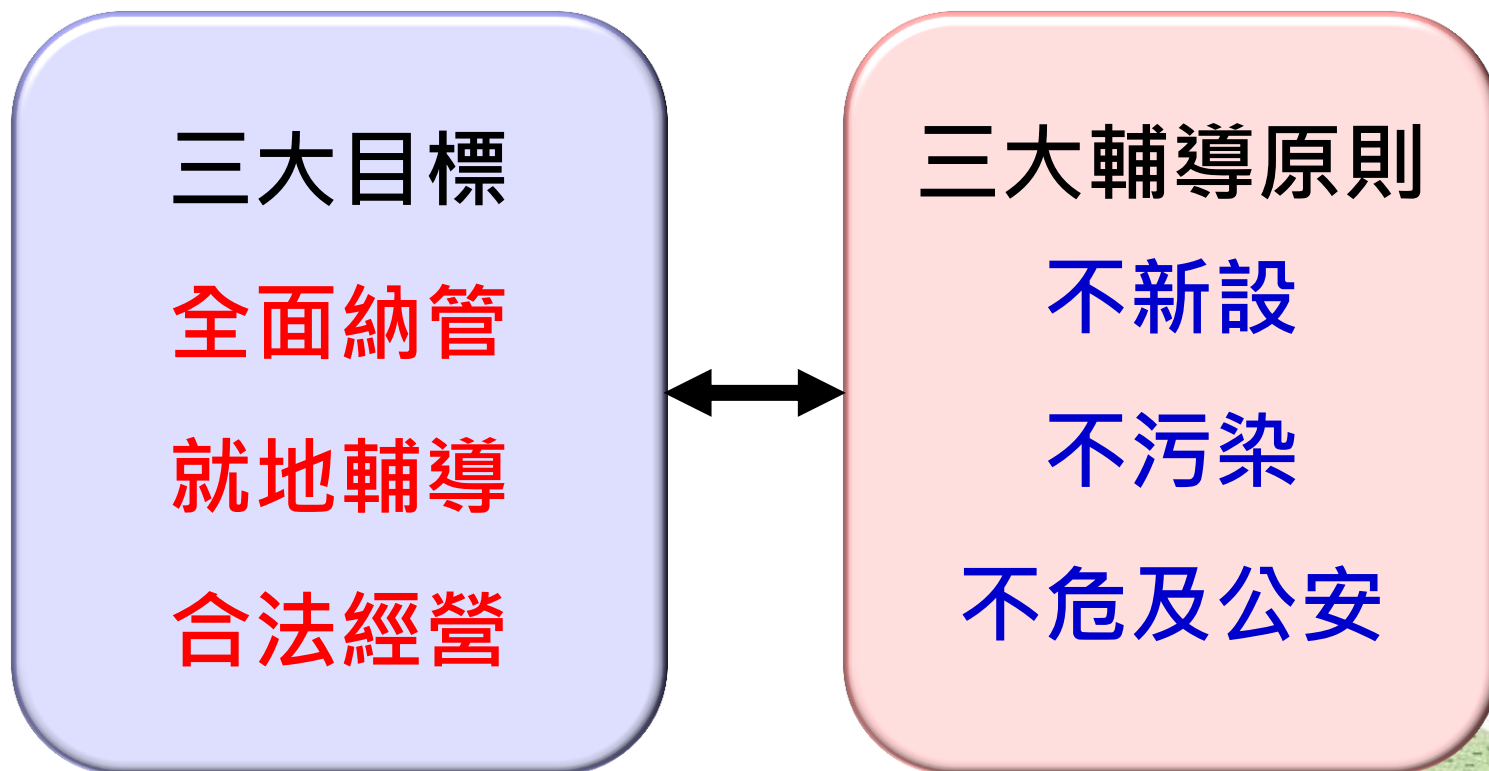 三大目標
全面納管
就地輔導
合法經營
三大輔導原則
不新設
不污染
不危及公安